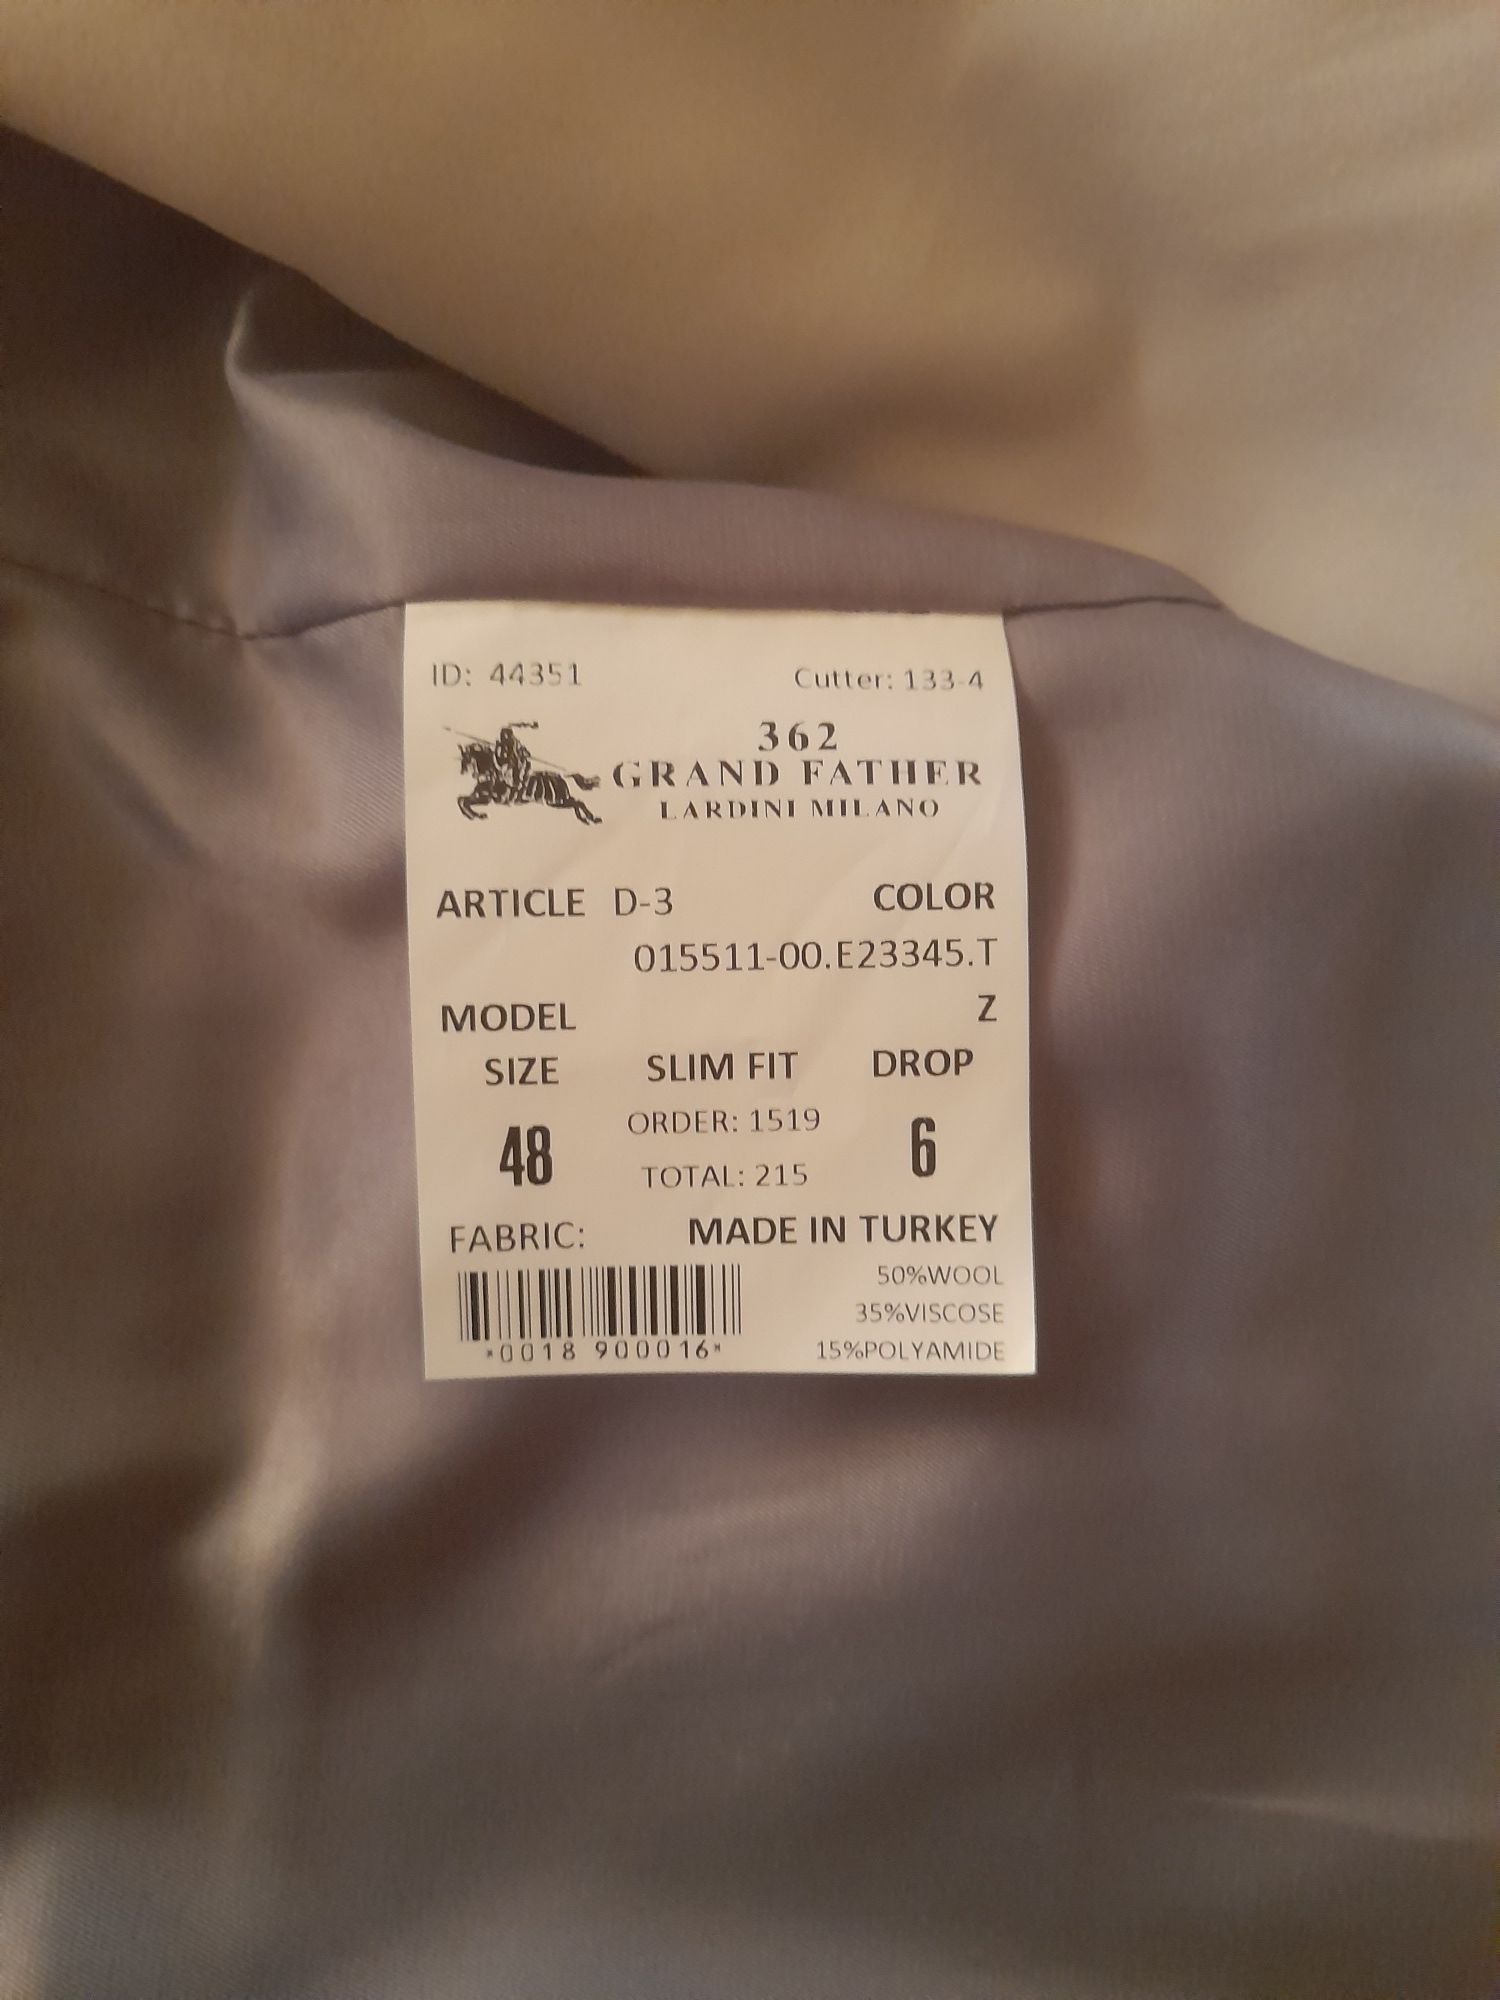 ID: 44351 Cutter: 133-4
362
GRAND FATHER
LARDINI MILANO
ARTICLE D-3 COLOR
015511-00.E23345.T
MODEL Z
SIZE SLIM FIT DROP
48 ORDER: 1519 6
TOTAL: 215
FABRIC: MADE IN TURKEY
50%WOOL
35%VISCOSE
15%POLYAMIDE
*0018 900016*